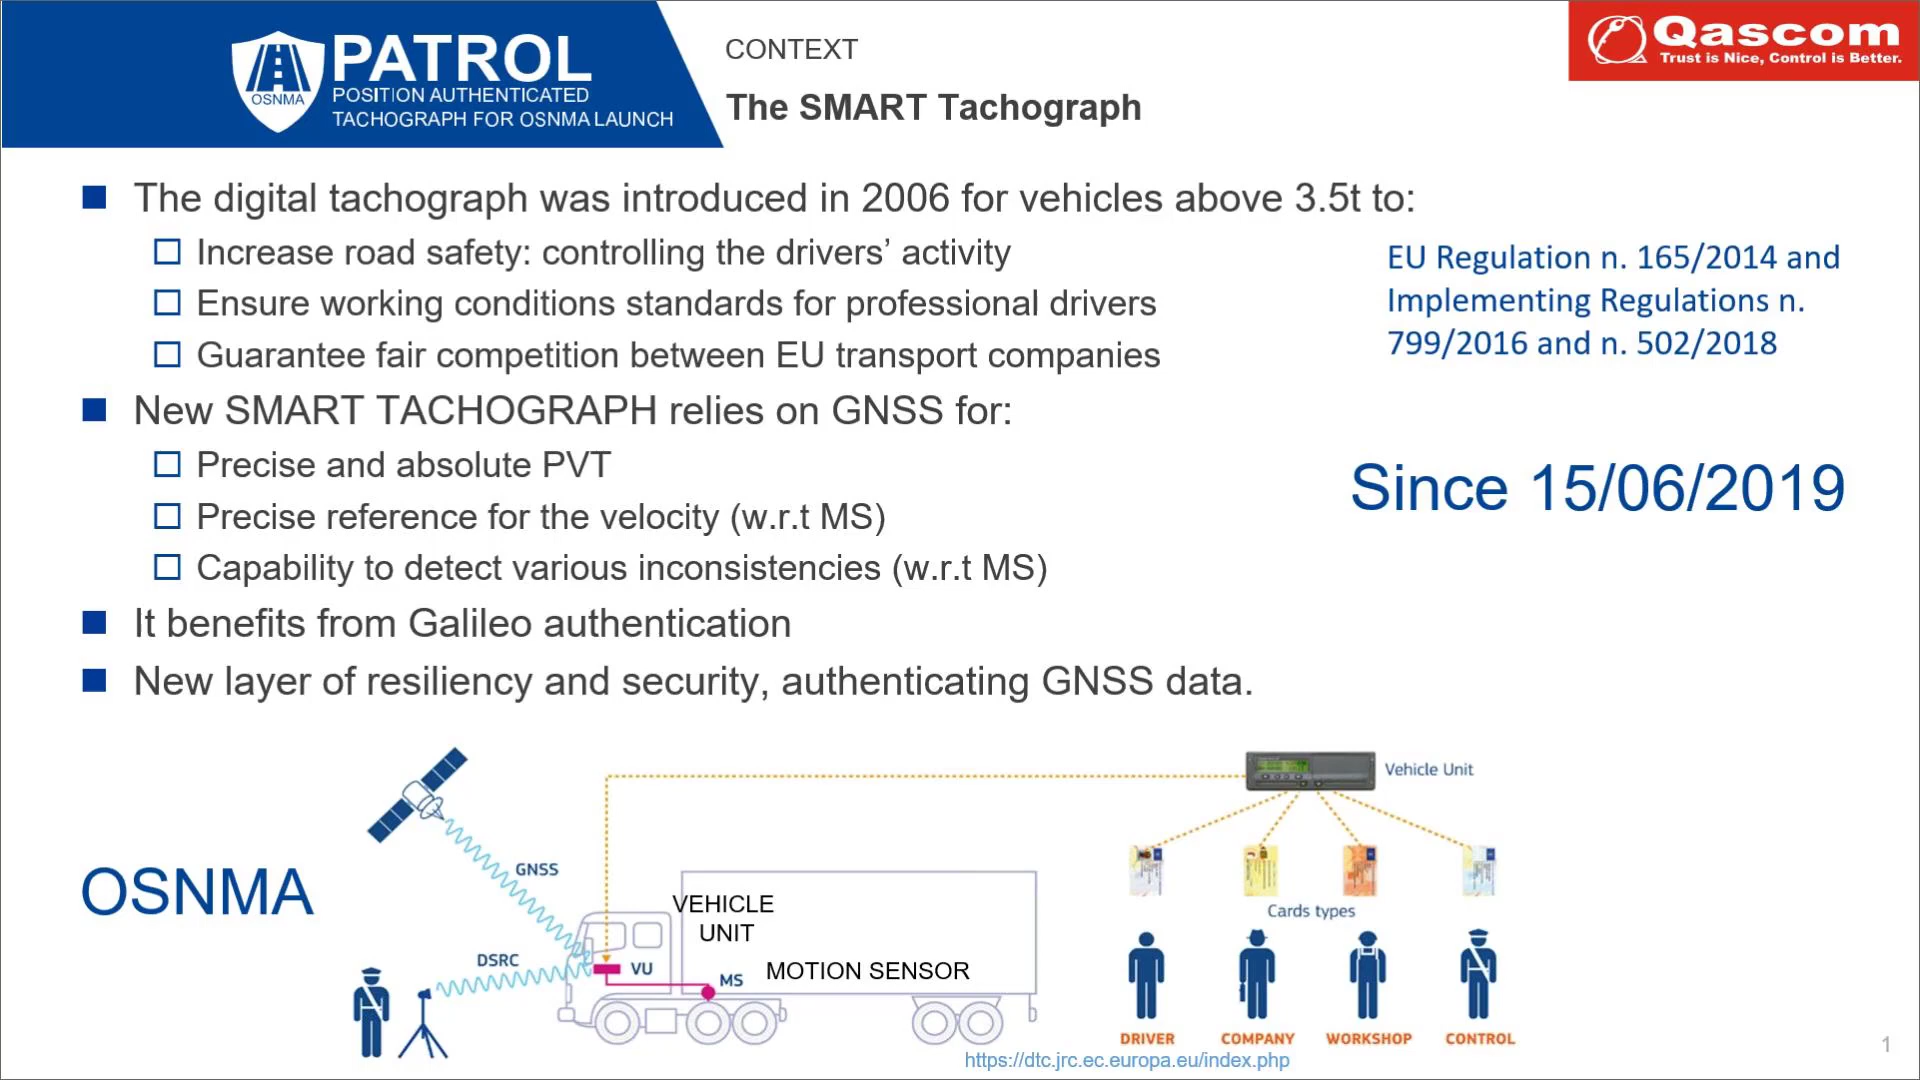 OSNMA
PATROL
POSITION AUTHENTICATED
TACHOGRAPH FOR OSNMA LAUNCH
CONTEXT
The SMART Tachograph
Qascom
Trust is Nice, Control is Better.
The digital tachograph was introduced in 2006 for vehicles above 3.5t to:
Increase road safety: controlling the drivers’ activity
Ensure working conditions standards for professional drivers
Guarantee fair competition between EU transport companies
EU Regulation n. 165/2014 and
Implementing Regulations n.
799/2016 and n. 502/2018
New SMART TACHOGRAPH relies on GNSS for:
Precise and absolute PVT
Precise reference for the velocity (w.r.t MS)
Capability to detect various inconsistencies (w.r.t MS)
Since 15/06/2019
It benefits from Galileo authentication
New layer of resiliency and security, authenticating GNSS data.
OSNMA
GNSS
DSRC
VEHICLE
UNIT
VU
MS
MOTION SENSOR
Vehicle Unit
Cards types
DRIVER
COMPANY
WORKSHOP
CONTROL
https://dtc.jrc.ec.europa.eu/index.php
1